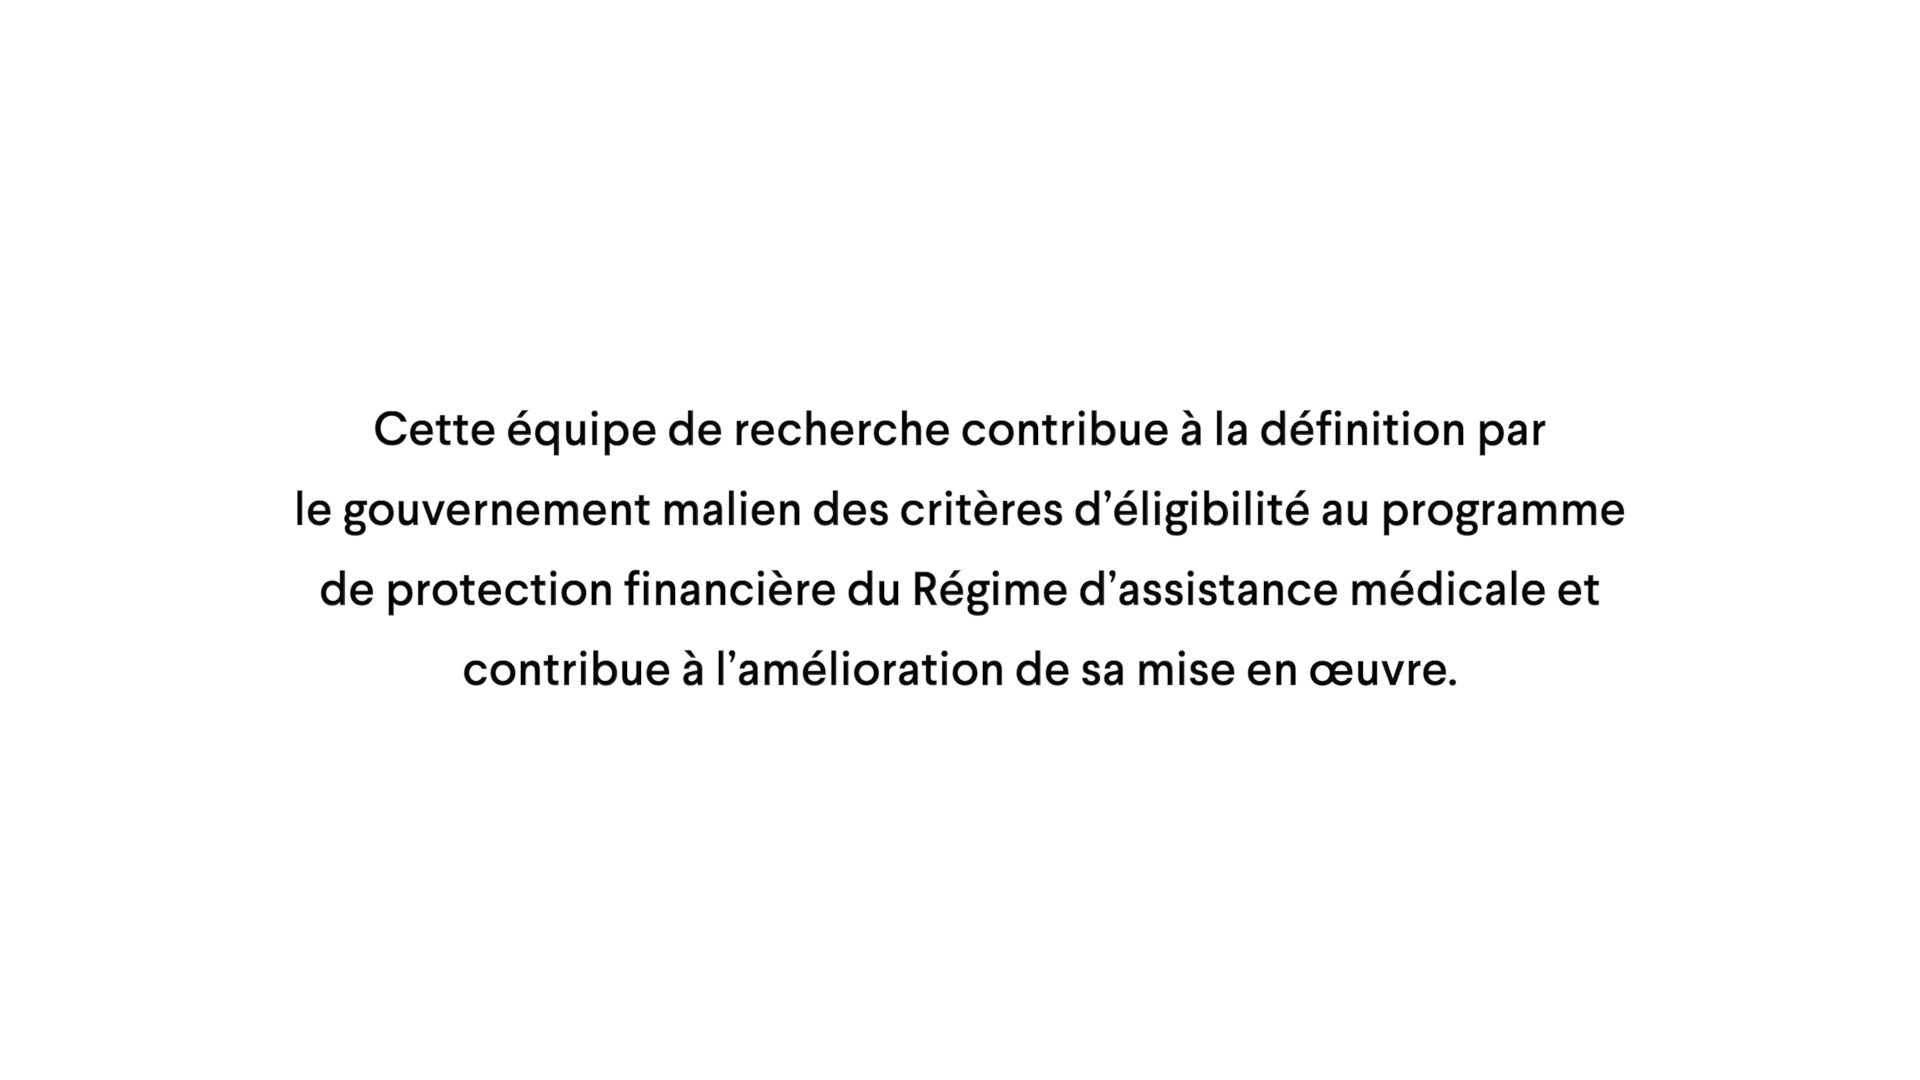 Cette équipe de recherche contribue à la définition par
le gouvernement malien des critères d’éligibilité au programme
de protection financière du Régime d’assistance médicale et
contribue à l’amélioration de sa mise en œuvre.